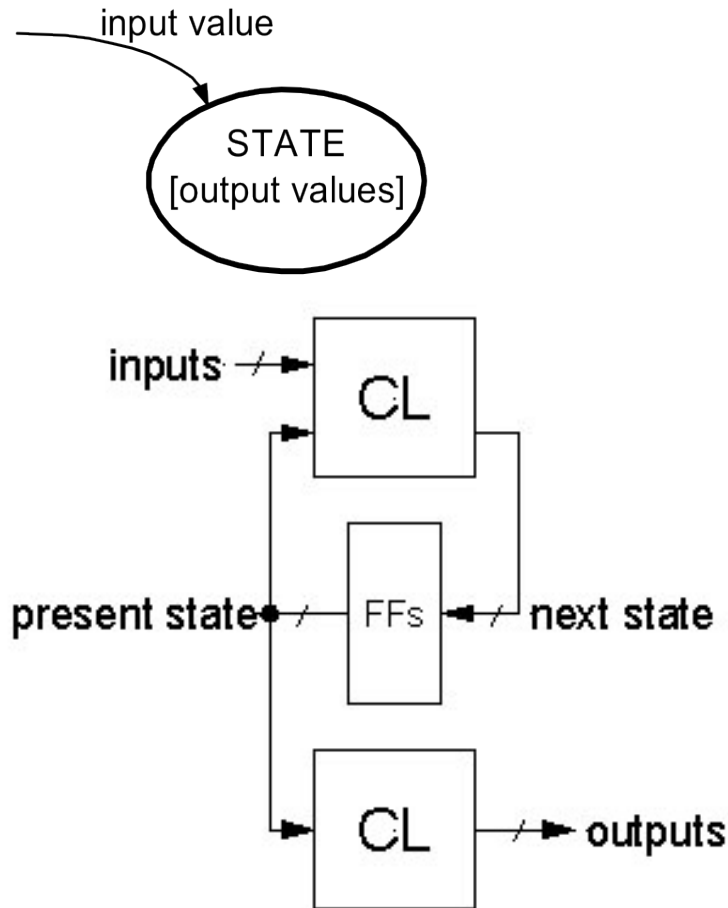 input value
STATE
[output values]
inputs
CL
present state
FFs
next state
CL
outputs